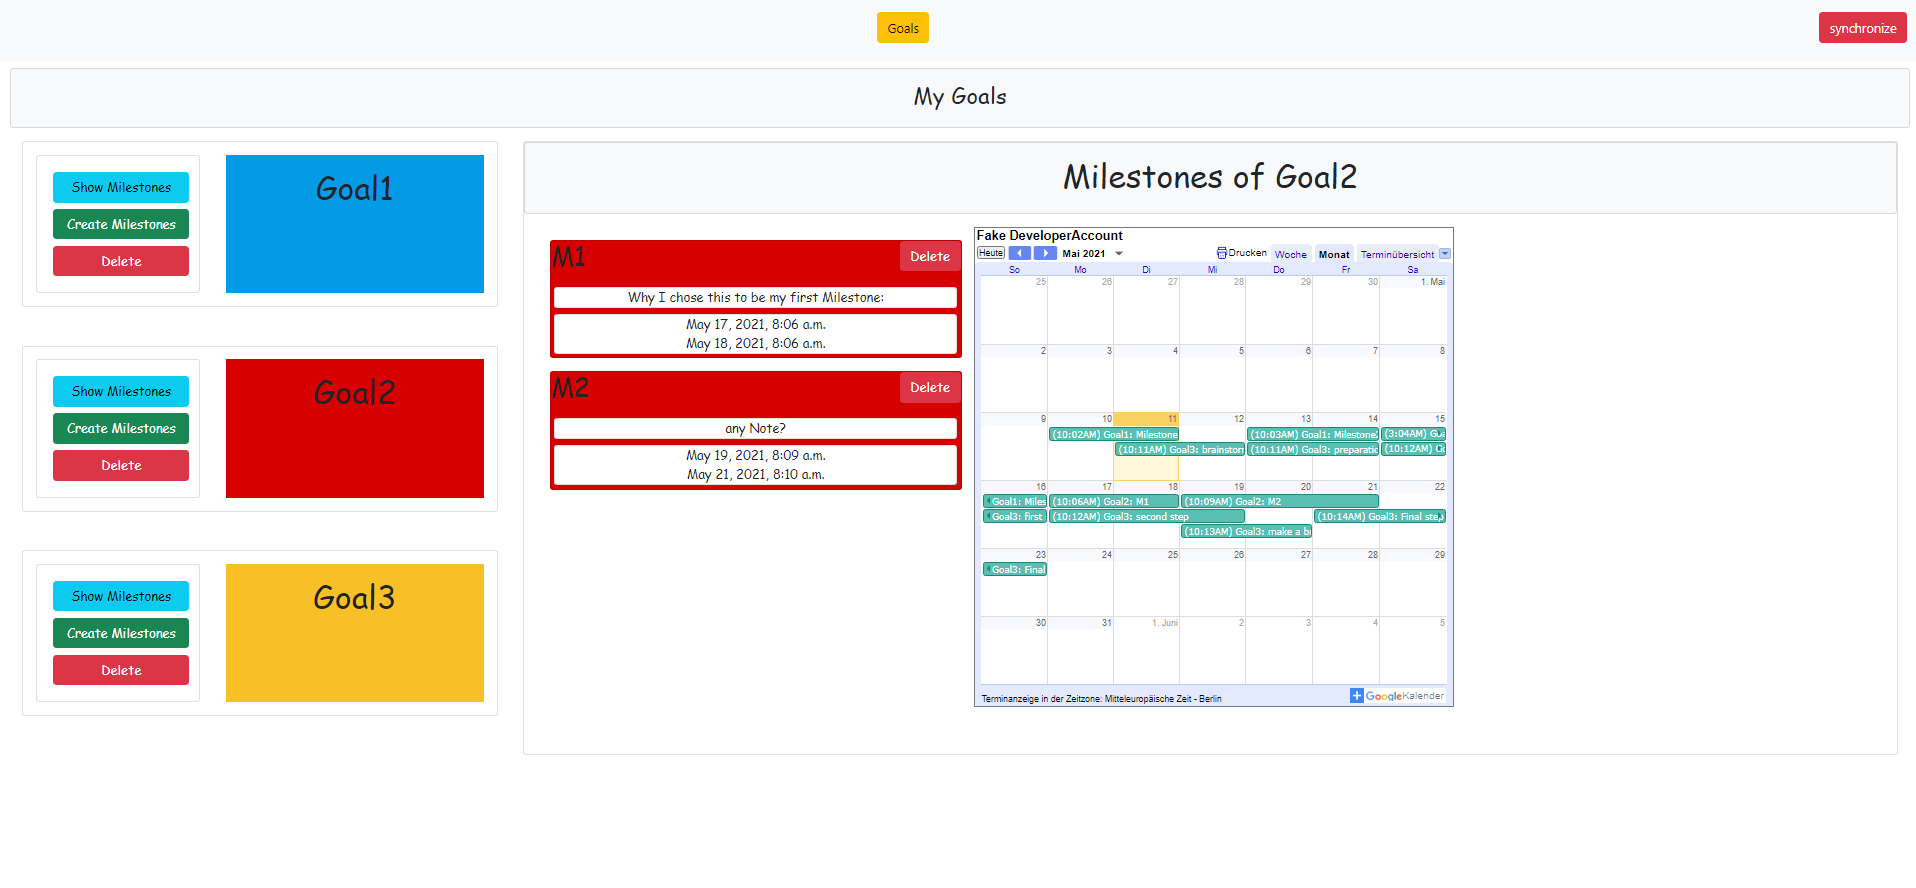 Goals
synchronize
My Goals
Show Milestones
Create Milestones
Delete
Goal1
Show Milestones
Create Milestones
Delete
Goal2
Show Milestones
Create Milestones
Delete
Goal3
Milestones of Goal2
M1
Delete
Why I chose this to be my first Milestone:
May 17, 2021, 8:06 a.m.
May 18, 2021, 8:06 a.m.
M2
Delete
any Note?
May 19, 2021, 8:09 a.m.
May 21, 2021, 8:10 a.m.
Fake DeveloperAccount
Heute Mai 2021 Drucken Woche Monat Terminübersicht
So Mo Di Mi Do Fr Sa
25 26 27 28 29 30 1. Mai
2 3 4 5 6 7 8
9 10 11 12 13 14 15
(10:02AM) Goal1: Milestone (10:03AM) Goal1: Milestone (3:04AM)
(10:11AM) Goal3: brainstor (10:11AM) Goal3: preparatic (10:12AM)
16 17 18 19 20 21 22
Goal1: Miles (10:06AM) Goal2: M1 (10:09AM) Goal2: M2
Goal3: first (10:12AM) Goal3: second step (10:14AM) Goal3: Final step
(10:13AM) Goal3: make a
23 24 25 26 27 28 29
Goal3: Final
30 31 1. Juni 2 3 4 5
Terminanzeige in der Zeitzone: Mitteleuropäische Zeit - Berlin
GoogleKalender